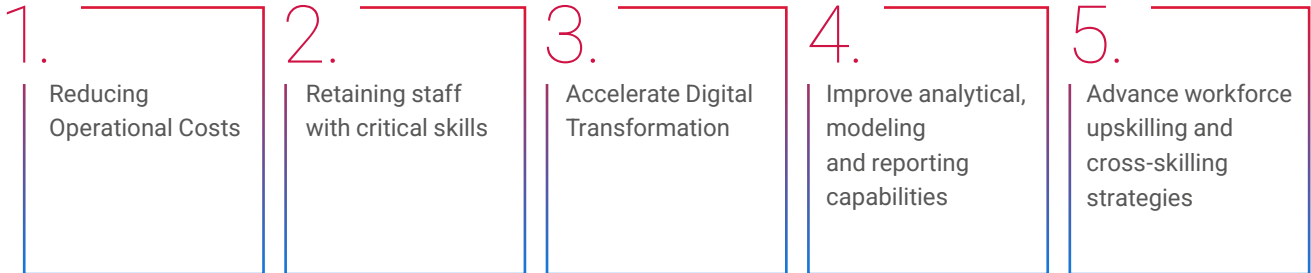 1.
Reducing
Operational Costs
2.
Retaining staff
with critical skills
3.
Accelerate Digital
Transformation
4.
Improve analytical,
modeling
and reporting
capabilities
5.
Advance workforce
upskilling and
cross-skilling
strategies